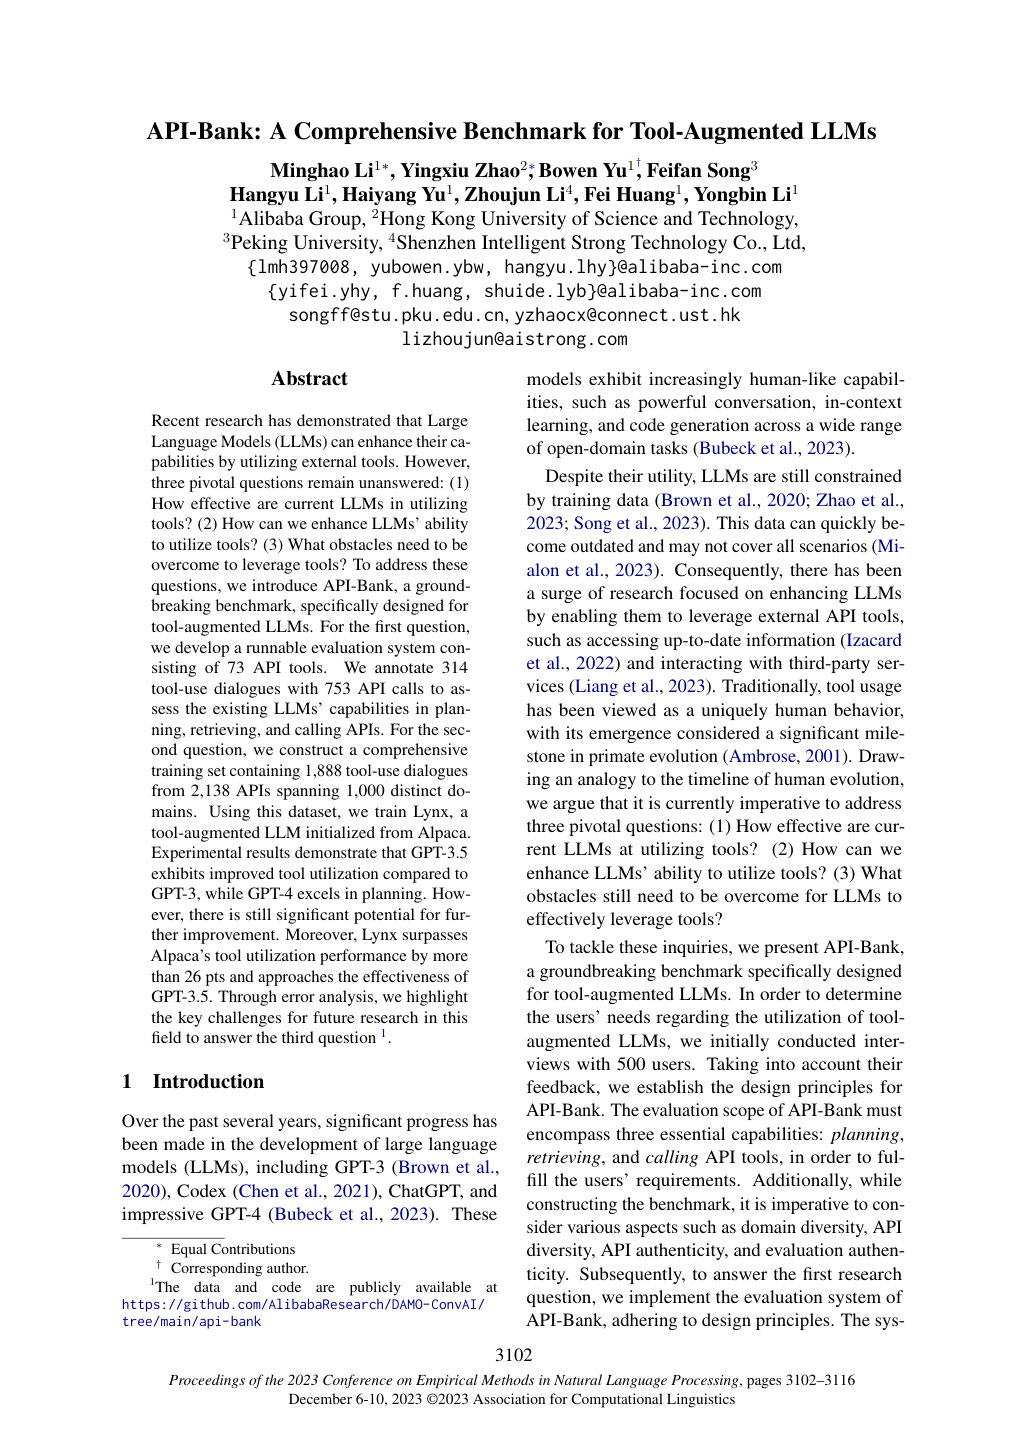 API-Bank: A Comprehensive Benchmark for Tool-Augmented LLMs
Minghao Li1∗, Yingxiu Zhao2∗, Bowen Yu1†, Feifan Song3
Hangyu Li1, Haiyang Yu1, Zhoujun Li4, Fei Huang1, Yongbin Li1
1Alibaba Group, 2Hong Kong University of Science and Technology,
3Peking University, 4Shenzhen Intelligent Strong Technology Co., Ltd,
{lmh397008, yubowen.ybw, hangyu.lhy}@alibaba-inc.com
{yifei.yhy, f.huang, shuide.lyb}@alibaba-inc.com
songff@stu.pku.edu.cn, yzhaocx@connect.ust.hk
lizhoujun@aistrong.com
Abstract
Recent research has demonstrated that Large
Language Models (LLMs) can enhance their ca-
pabilities by utilizing external tools. However,
three pivotal questions remain unanswered: (1)
How effective are current LLMs in utilizing
tools? (2) How can we enhance LLMs’ ability
to utilize tools? (3) What obstacles need to be
overcome to leverage tools? To address these
questions, we introduce API-Bank, a ground-
breaking benchmark, specifically designed for
tool-augmented LLMs. For the first question,
we develop a runnable evaluation system con-
sisting of 73 API tools. We annotate 314
tool-use dialogues with 753 API calls to as-
sess the existing LLMs’ capabilities in plan-
ning, retrieving, and calling APIs. For the sec-
ond question, we construct a comprehensive
training set containing 1,888 tool-use dialogues
from 2,138 APIs spanning 1,000 distinct do-
mains. Using this dataset, we train Lynx, a
tool-augmented LLM initialized from Alpaca.
Experimental results demonstrate that GPT-3.5
exhibits improved tool utilization compared to
GPT-3, while GPT-4 excels in planning. How-
ever, there is still significant potential for fur-
ther improvement. Moreover, Lynx surpasses
Alpaca’s tool utilization performance by more
than 26 pts and approaches the effectiveness of
GPT-3.5. Through error analysis, we highlight
the key challenges for future research in this
field to answer the third question 1.
1 Introduction
Over the past several years, significant progress has
been made in the development of large language
models (LLMs), including GPT-3 (Brown et al.,
2020), Codex (Chen et al., 2021), ChatGPT, and
impressive GPT-4 (Bubeck et al., 2023). These
∗ Equal Contributions
† Corresponding author.
1The data and code are publicly available at
https://github.com/AlibabaResearch/DAMO-ConvAI/
tree/main/api-bank
models exhibit increasingly human-like capabil-
ities, such as powerful conversation, in-context
learning, and code generation across a wide range
of open-domain tasks (Bubeck et al., 2023).
Despite their utility, LLMs are still constrained
by training data (Brown et al., 2020; Zhao et al.,
2023; Song et al., 2023). This data can quickly be-
come outdated and may not cover all scenarios (Mi-
alon et al., 2023). Consequently, there has been
a surge of research focused on enhancing LLMs
by enabling them to leverage external API tools,
such as accessing up-to-date information (Izacard
et al., 2022) and interacting with third-party ser-
vices (Liang et al., 2023). Traditionally, tool usage
has been viewed as a uniquely human behavior,
with its emergence considered a significant mile-
stone in primate evolution (Ambrose, 2001). Draw-
ing an analogy to the timeline of human evolution,
we argue that it is currently imperative to address
three pivotal questions: (1) How effective are cur-
rent LLMs at utilizing tools? (2) How can we
enhance LLMs’ ability to utilize tools? (3) What
obstacles still need to be overcome for LLMs to
effectively leverage tools?
To tackle these inquiries, we present API-Bank,
a groundbreaking benchmark specifically designed
for tool-augmented LLMs. In order to determine
the users’ needs regarding the utilization of tool-
augmented LLMs, we initially conducted inter-
views with 500 users. Taking into account their
feedback, we establish the design principles for
API-Bank. The evaluation scope of API-Bank must
encompass three essential capabilities: planning,
retrieving, and calling API tools, in order to ful-
fill the users’ requirements. Additionally, while
constructing the benchmark, it is imperative to con-
sider various aspects such as domain diversity, API
diversity, API authenticity, and evaluation authen-
ticity. Subsequently, to answer the first research
question, we implement the evaluation system of
API-Bank, adhering to design principles. The sys-
3102
Proceedings of the 2023 Conference on Empirical Methods in Natural Language Processing, pages 3102–3116
December 6-10, 2023 ©2023 Association for Computational Linguistics